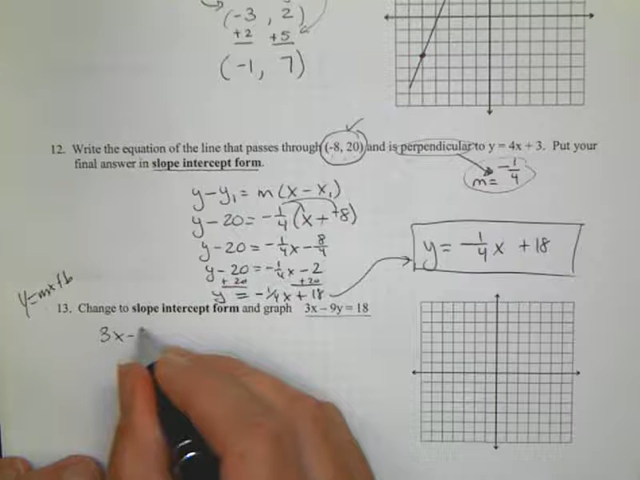 (-3, 2)
+2 +5
(-1, 7)
12. Write the equation of the line that passes through (-8, 20) and is perpendicular to y = 4x + 3. Put your
final answer in slope intercept form.
m = -1/4
y-y₁ = m(x-x₁)
y-20 = -1/4(x++8)
y-20 = -1/4x - 8/4
y-20 = -1/4x - 2
+20 +20
y = -1/4x + 18
y = -1/4x + 18
y=mx+b
13. Change to slope intercept form and graph 3x – 9y = 18
3x-